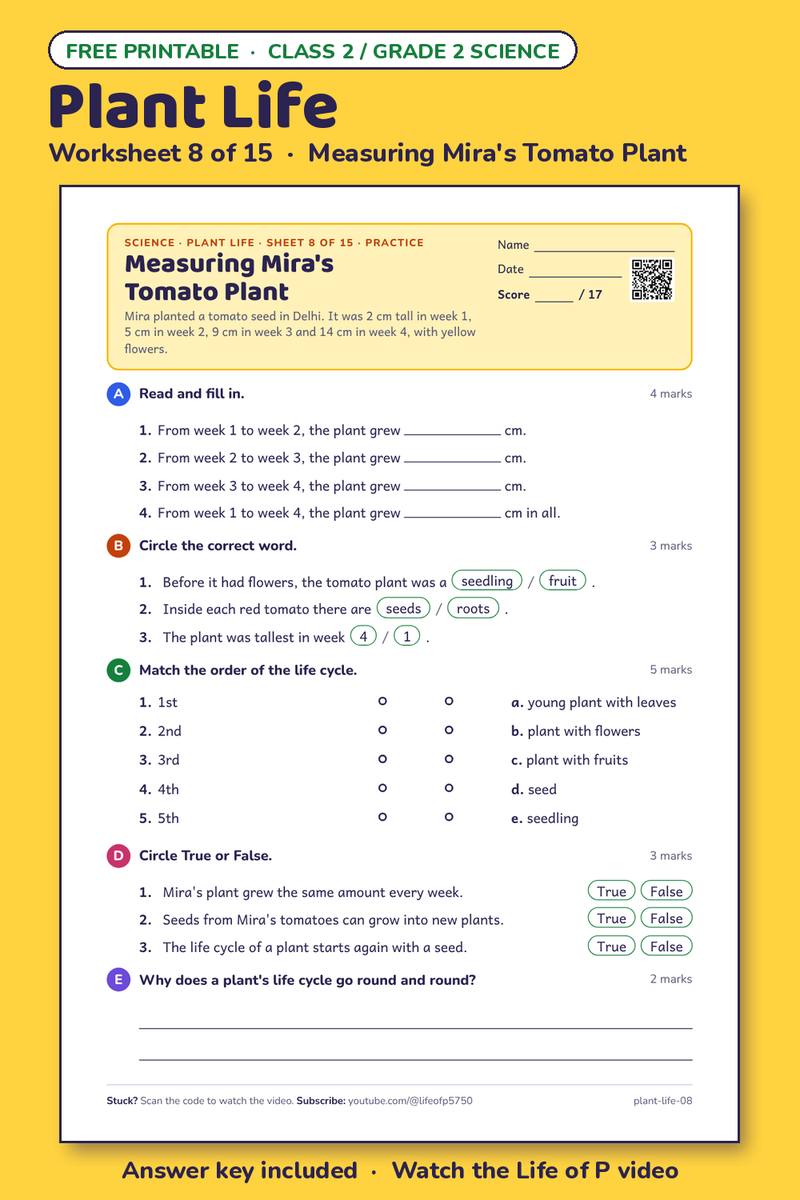 FREE PRINTABLE · CLASS 2 / GRADE 2 SCIENCE
Plant Life
Worksheet 8 of 15 · Measuring Mira's Tomato Plant
SCIENCE · PLANT LIFE · SHEET 8 OF 15 · PRACTICE
Measuring Mira's
Tomato Plant
Mira planted a tomato seed in Delhi. It was 2 cm tall in week 1,
5 cm in week 2, 9 cm in week 3 and 14 cm in week 4, with yellow
flowers.
Name
Date
Score / 17
A Read and fill in. 4 marks
1. From week 1 to week 2, the plant grew cm.
2. From week 2 to week 3, the plant grew cm.
3. From week 3 to week 4, the plant grew cm.
4. From week 1 to week 4, the plant grew cm in all.
B Circle the correct word. 3 marks
1. Before it had flowers, the tomato plant was a seedling / fruit .
2. Inside each red tomato there are seeds / roots .
3. The plant was tallest in week 4 / 1 .
C Match the order of the life cycle. 5 marks
1. 1st a. young plant with leaves
2. 2nd b. plant with flowers
3. 3rd c. plant with fruits
4. 4th d. seed
5. 5th e. seedling
D Circle True or False. 3 marks
1. Mira's plant grew the same amount every week. True False
2. Seeds from Mira's tomatoes can grow into new plants. True False
3. The life cycle of a plant starts again with a seed. True False
E Why does a plant's life cycle go round and round? 2 marks
Stuck? Scan the code to watch the video. Subscribe: youtube.com/@lifeofp5750 plant-life-08
Answer key included · Watch the Life of P video